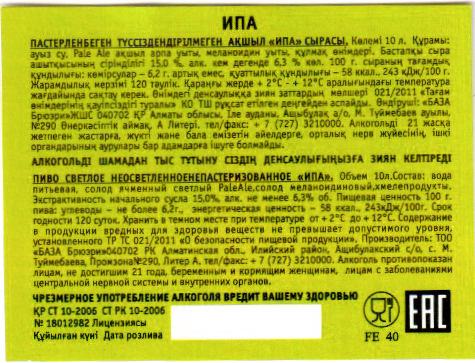 ИПА
ПАСТЕРЛЕНБЕГЕН ТҮССІЗДЕНДІРІЛМЕГЕН АҚШЫЛ «ИПА» СЫРАСЫ. Көлемі 10 л. Құрамы:
ауыз су, Pale Ale ақшыл арпа уыты, меланоидин уыты, құлмақ өнімдері. Бастапқы сыра
ашытқысының сіріңділігі 15,0 %, алк. кем дегенде 6,3 % көл. 100 г. сыраның тағамдық
құндылығы: көмірсулар – 6,2 г. артық емес, қуаттылық құндылығы – 58 ккал, 243 «Дж/100 г.
Жарамдылық мерзімі 120 тәулік. Қараңғы жерде + 2°С - + 12°С аралығындағы температура
жағдайында сақтау керек. Өнімдегі денсаулыққа зиян заттардың мөлшері 021/2011 «Тағам
өнімдерінің қауіпсіздігі туралы» КО ТШ рұқсат етілген деңгейден аспайды. Өндіруші: «БАЗА
Брюэри»ЖШС 040702 ҚР Алматы облысы, Іле ауданы, Ащыбұлақ а/о, М. Түймебаев ауылы,
№290 Өнеркәсіптік аймақ, А Литері. тел/факс: + 7 (727) 3210000. Алкогольді 21 жасқа
жетпеген жастарға, жүкті және бала емізетін әйелдерге, орталық нерв жүйесінің, ішкі
органдарының аурулары бар адамдарға ішуге болмайды.
АЛКОГОЛЬДІ ШАМАДАН ТЫС ТҰТЫНУ СІЗДІҢ ДЕНСАУЛЫҒЫҢЫЗҒА ЗИЯН КЕЛТІРЕДІ
ПИВО СВЕТЛОЕ НЕОСВЕТЛЕННОЕНЕПАСТЕРИЗОВАННОЕ «ИПА». Объем 10л.Состав: вода
питьевая, солод ячменный светлый PaleAle,солод меланоидиновый,хмелепродукты.
Экстрактивность начального сусла 15,0%, алк. не менее 6,3% об. Пищевая ценность 100 г.
пива: углеводы – не более 6,2г., энергетическая ценность – 58 ккал., 243кДж/100г. Срок
годности 120 суток. Хранить в темном месте при температуре от + 2°С до + 12°С. Содержание
в продукции вредных для здоровья веществ не превышает допустимого уровня,
установленного ТР ТС 021/2011 «О безопасности пищевой продукции». Производитель: ТОО
«БАЗА Брюэри»040702 РК Алматинская обл., Илийский район, Ащибулакский с/о, с. М.
Туймебаева, Промзона№290, Литер А. тел/факс: + 7 (727) 3210000. Алкоголь противопоказан
лицам, не достигшим 21 года, беременным и кормящим женщинам, лицам с заболеваниями
центральной нервной системы и внутренних органов.
ЧРЕЗМЕРНОЕ УПОТРЕБЛЕНИЕ АЛКОГОЛЯ ВРЕДИТ ВАШЕМУ ЗДОРОВЬЮ
ҚР СТ 10-2006 СТ РК 10-2006
№ 18012982 Лицензиясы
Құйылған күні Дата розлива
FE 40
EAC